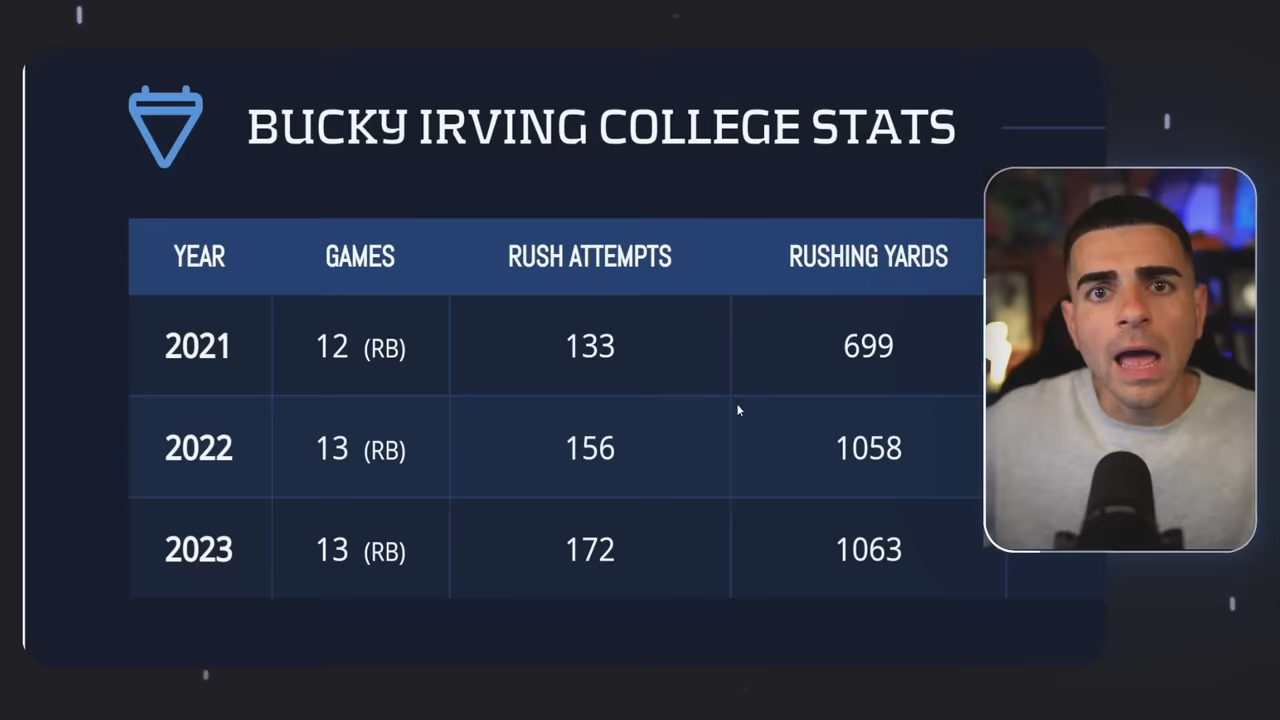 BUCKY IRVING COLLEGE STATS
YEAR GAMES RUSH ATTEMPTS RUSHING YARDS
2021 12 (RB) 133 699
2022 13 (RB) 156 1058
2023 13 (RB) 172 1063